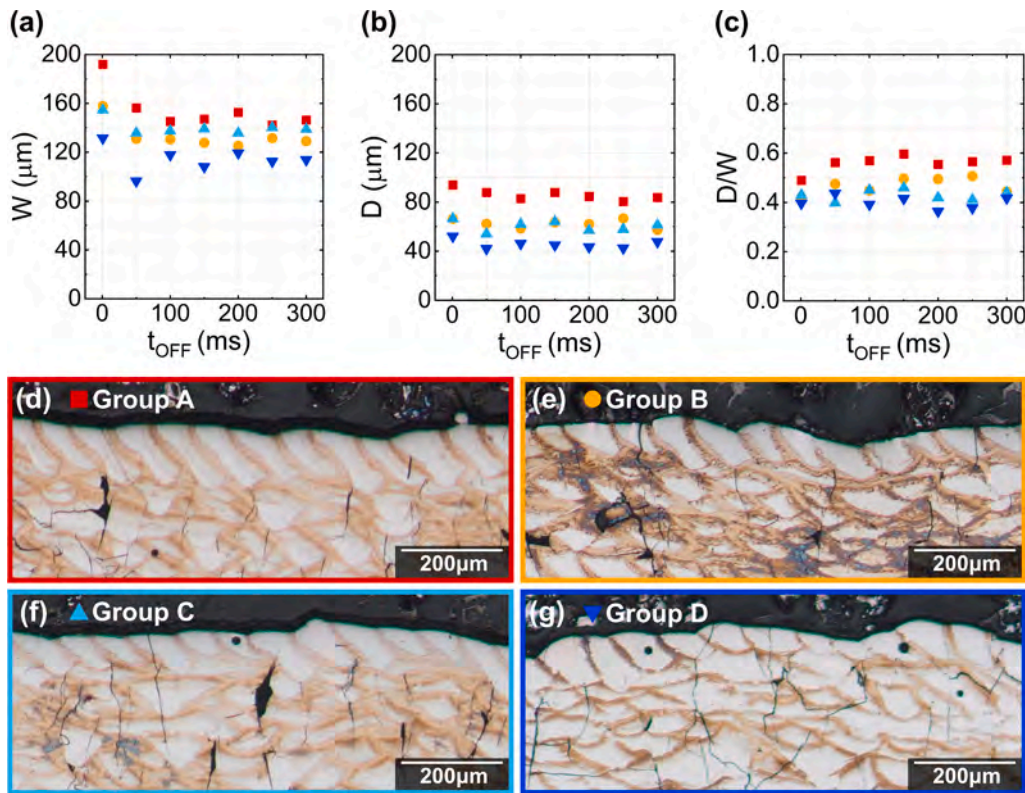 (a)
(b)
(c)
200
160
120
80
40
0
W (μm)
0 100 200 300
tOFF (ms)
200
160
120
80
40
0
D (μm)
0 100 200 300
tOFF (ms)
1.0
0.8
0.6
0.4
0.2
0.0
D/W
0 100 200 300
tOFF (ms)
(d) Group A
200μm
(e) Group B
200μm
(f) Group C
200μm
(g) Group D
200μm